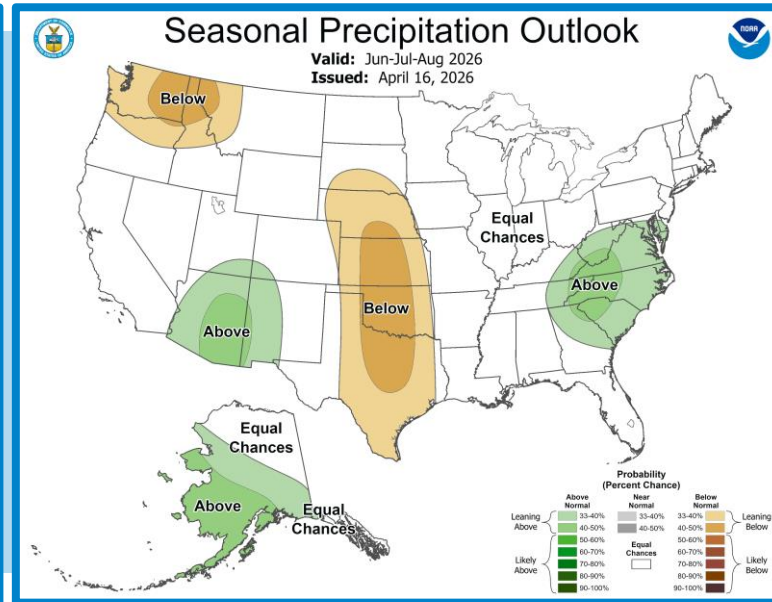 Seasonal Precipitation Outlook
Valid: Jun-Jul-Aug 2026
Issued: April 16, 2026
NOAA
Below
Equal
Chances
Above
Below
Above
Equal
Chances
Above
Equal
Chances
Probability
(Percent Chance)
Above Normal
Near Normal
Below Normal
Leaning Above
33-40%
33-40%
33-40%
Leaning Below
40-50%
40-50%
40-50%
Likely Above
50-60%
Equal Chances
50-60%
Likely Below
60-70%
60-70%
70-80%
70-80%
80-90%
80-90%
90-100%
90-100%